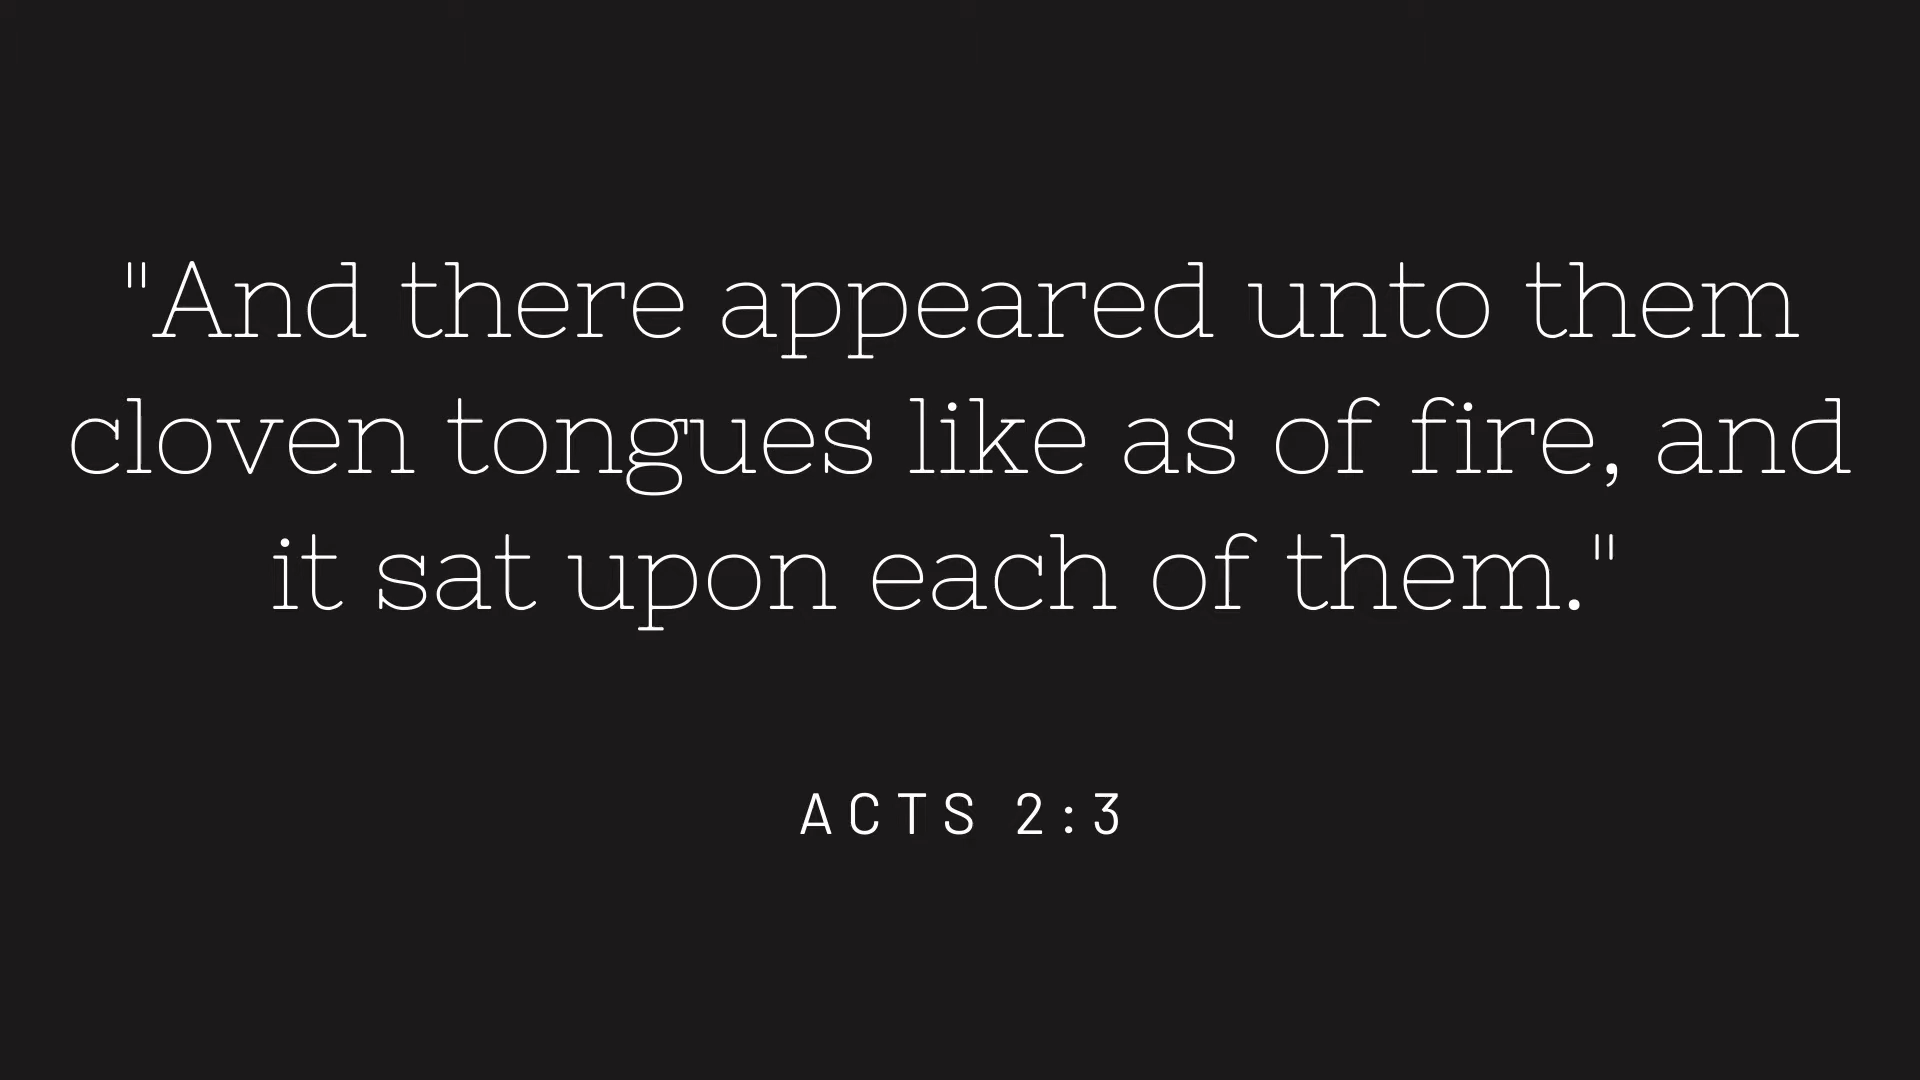 "And there appeared unto them
cloven tongues like as of fire, and
it sat upon each of them."
ACTS 2:3